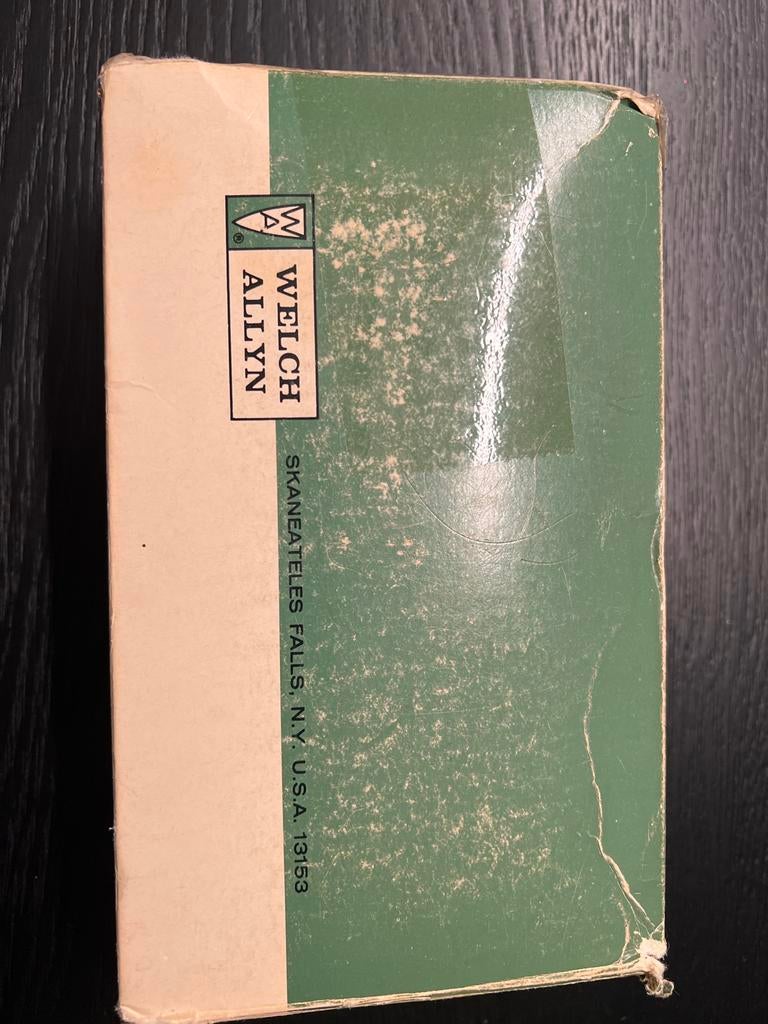 WA
®
WELCH
ALLYN
SKANEATELES FALLS, N.Y. U.S.A. 13153